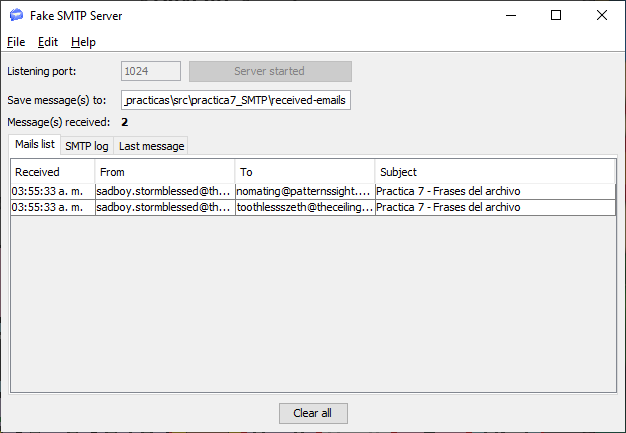 Fake SMTP Server
File Edit Help
Listening port: 1024 Server started
Save message(s) to: _practicas\src\practica7_SMTP\received-emails
Message(s) received: 2
Mails list SMTP log Last message
Received From To Subject
03:55:33 a. m. sadboy.stormblessed@th... nomating@patternssight.... Practica 7 - Frases del archivo
03:55:33 a. m. sadboy.stormblessed@th... toothlessszeth@theceiling... Practica 7 - Frases del archivo
Clear all